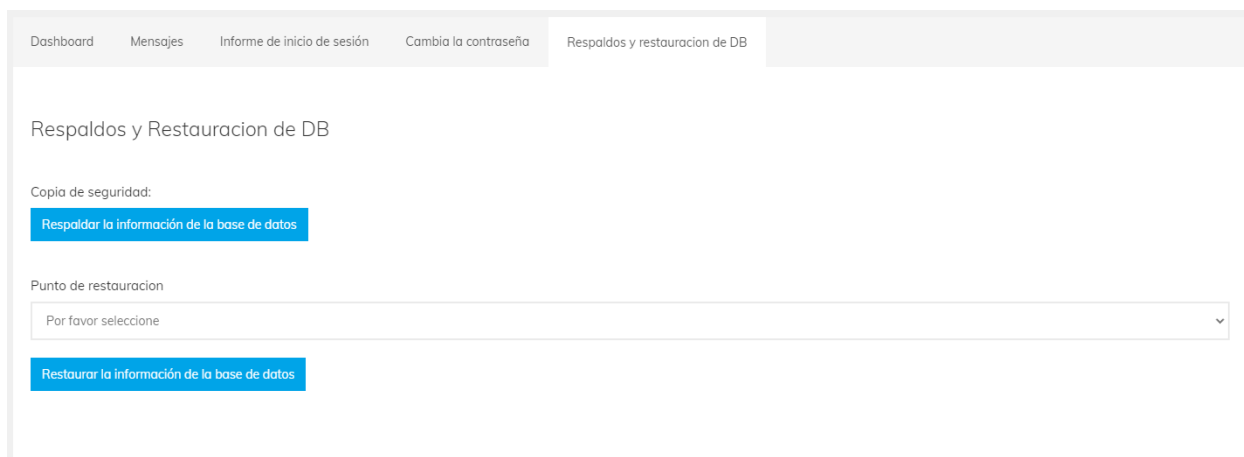 Dashboard Mensajes Informe de inicio de sesión Cambia la contraseña Respaldos y restauracion de DB
Respaldos y Restauracion de DB
Copia de seguridad:
Respaldar la información de la base de datos
Punto de restauracion
Por favor seleccione
Restaurar la información de la base de datos